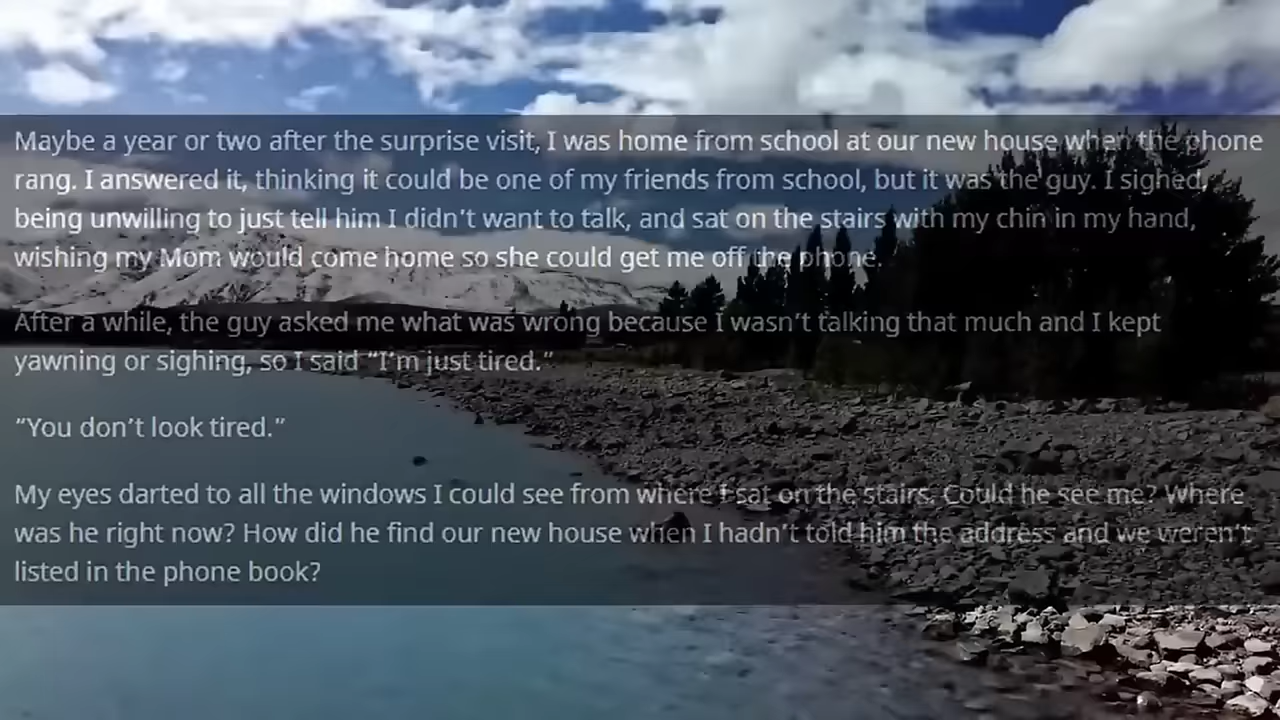 Maybe a year or two after the surprise visit, I was home from school at our new house when the phone
rang. I answered it, thinking it could be one of my friends from school, but it was the guy. I sighed,
being unwilling to just tell him I didn't want to talk, and sat on the stairs with my chin in my hand,
wishing my Mom would come home so she could get me off the phone.
After a while, the guy asked me what was wrong because I wasn't talking that much and I kept
yawning or sighing, so I said “I'm just tired.”
“You don't look tired.”
My eyes darted to all the windows I could see from where I sat on the stairs. Could he see me? Where
was he right now? How did he find our new house when I hadn't told him the address and we weren't
listed in the phone book?